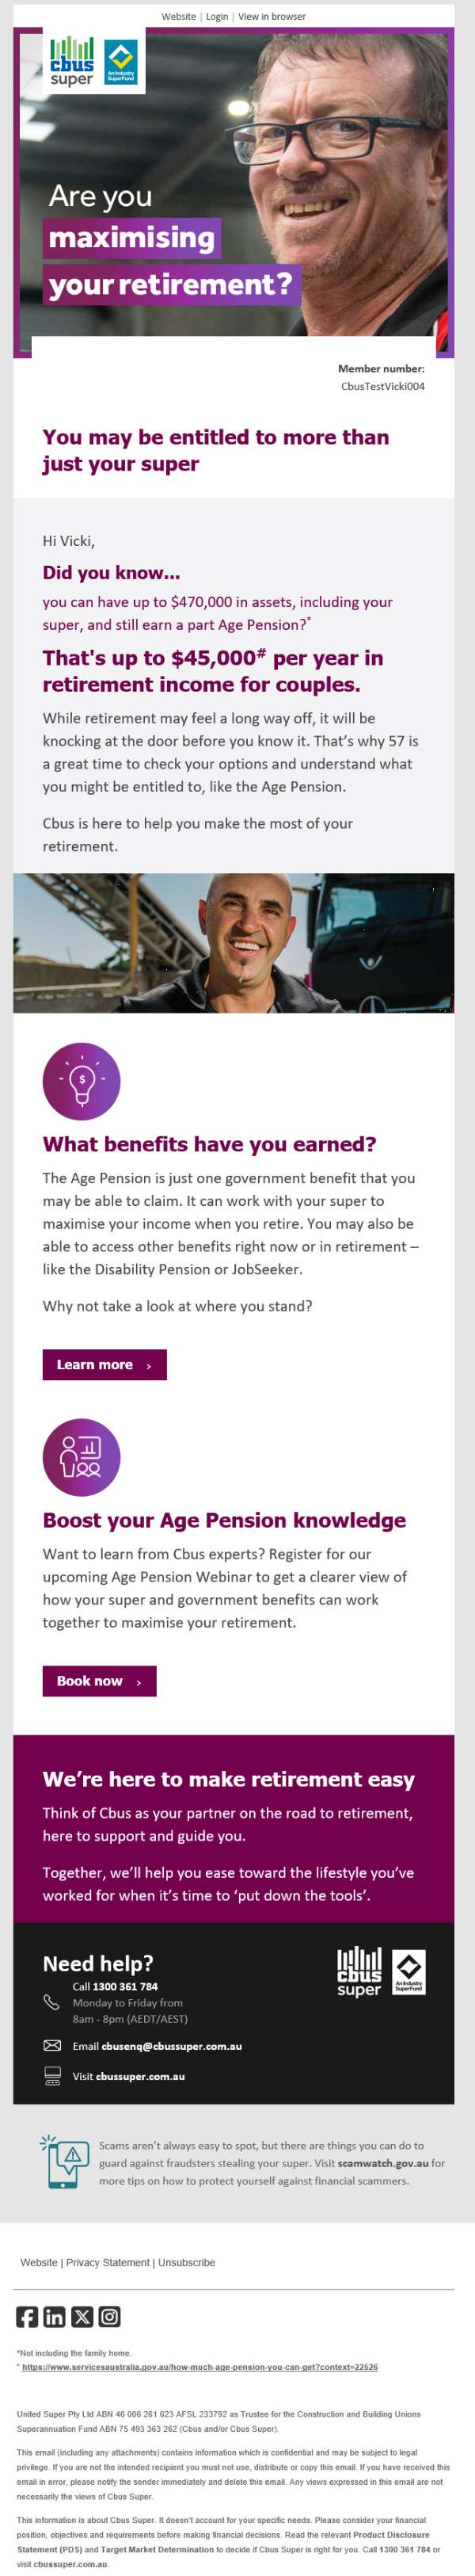 Website | Login | View in browser
cbus
super
An Industry
SuperFund
Are you
maximising
your retirement?
Member number:
CbusTestVicki004
You may be entitled to more than
just your super
Hi Vicki,
Did you know...
you can have up to $470,000 in assets, including your
super, and still earn a part Age Pension?*
That's up to $45,000# per year in
retirement income for couples.
While retirement may feel a long way off, it will be
knocking at the door before you know it. That’s why 57 is
a great time to check your options and understand what
you might be entitled to, like the Age Pension.
Cbus is here to help you make the most of your
retirement.
$
What benefits have you earned?
The Age Pension is just one government benefit that you
may be able to claim. It can work with your super to
maximise your income when you retire. You may also be
able to access other benefits right now or in retirement –
like the Disability Pension or JobSeeker.
Why not take a look at where you stand?
Learn more ›
Boost your Age Pension knowledge
Want to learn from Cbus experts? Register for our
upcoming Age Pension Webinar to get a clearer view of
how your super and government benefits can work
together to maximise your retirement.
Book now ›
We’re here to make retirement easy
Think of Cbus as your partner on the road to retirement,
here to support and guide you.
Together, we’ll help you ease toward the lifestyle you’ve
worked for when it’s time to ‘put down the tools’.
Need help?
Call 1300 361 784
Monday to Friday from
8am - 8pm (AEDT/AEST)
Email cbusenq@cbussuper.com.au
Visit cbussuper.com.au
cbus
super
An Industry
SuperFund
Scams aren’t always easy to spot, but there are things you can do to
guard against fraudsters stealing your super. Visit scamwatch.gov.au for
more tips on how to protect yourself against financial scammers.
Website | Privacy Statement | Unsubscribe
*Not including the family home.
https://www.servicesaustralia.gov.au/how-much-age-pension-you-can-get?context=22526
United Super Pty Ltd ABN 46 006 261 623 AFSL 233792 as Trustee for the Construction and Building Unions
Superannuation Fund ABN 75 493 363 262 (Cbus and/or Cbus Super).
This email (including any attachments) contains information which is confidential and may be subject to legal
privilege. If you are not the intended recipient you must not use, distribute or copy this email. If you have received this
email in error, please notify the sender immediately and delete this email. Any views expressed in this email are not
necessarily the views of Cbus Super.
This information is about Cbus Super. It doesn't account for your specific needs. Please consider your financial
position, objectives and requirements before making financial decisions. Read the relevant Product Disclosure
Statement (PDS) and Target Market Determination to decide if Cbus Super is right for you. Call 1300 361 784 or
visit cbussuper.com.au.